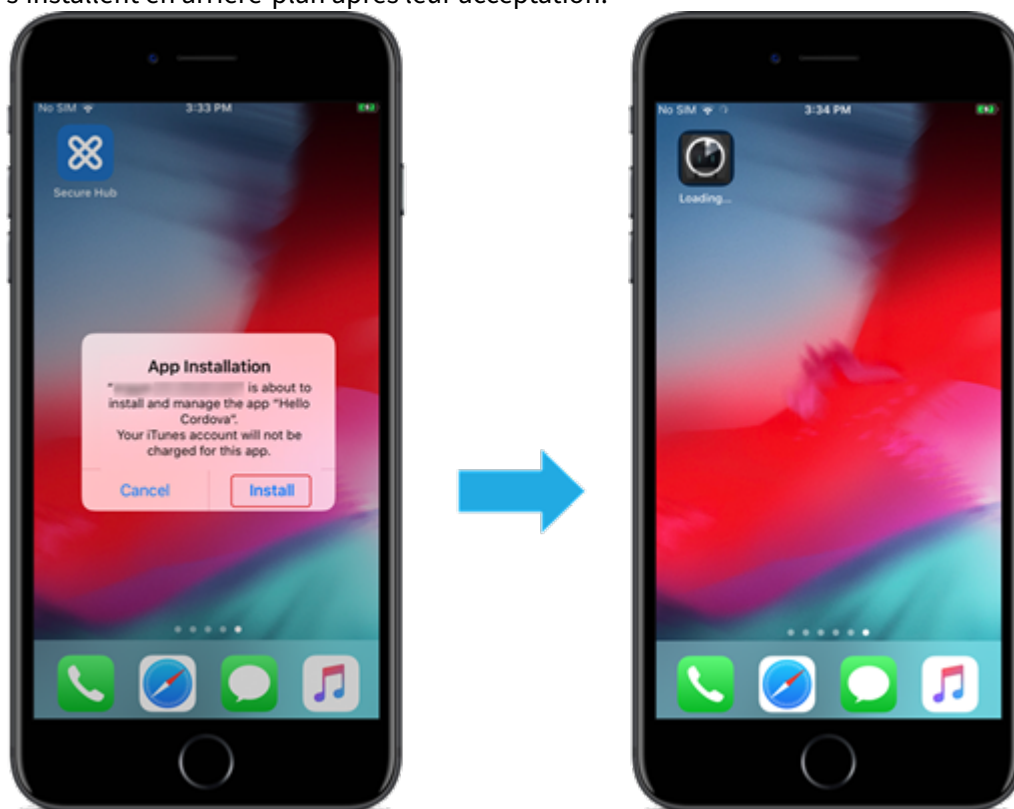 s'installent en arrière-plan après leur acceptation.
No SIM 3:33 PM
Secure Hub
App Installation
" is about to
install and manage the app "Hello
Cordova".
Your iTunes account will not be
charged for this app.
Cancel Install
No SIM 3:34 PM
Loading...